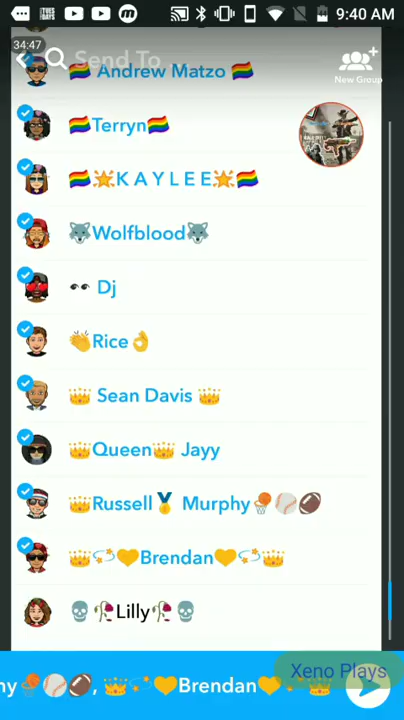 9:40 AM
34:47
Send To...
New Group
🏳️‍🌈 Andrew Matzo 🏳️‍🌈
🏳️‍🌈Terryn🏳️‍🌈
🏳️‍🌈🌟K A Y L E E🌟🏳️‍🌈
🐺Wolfblood🐺
👀 Dj
👏Rice👌
👑 Sean Davis 👑
👑Queen👑 Jayy
👑Russell🏅 Murphy🏀⚾🏈
👑💫💛Brendan💛💫👑
💀🥀Lilly🥀💀
hy 🏀⚾🏈, 👑💫💛Brendan💛💫👑
Xeno Plays